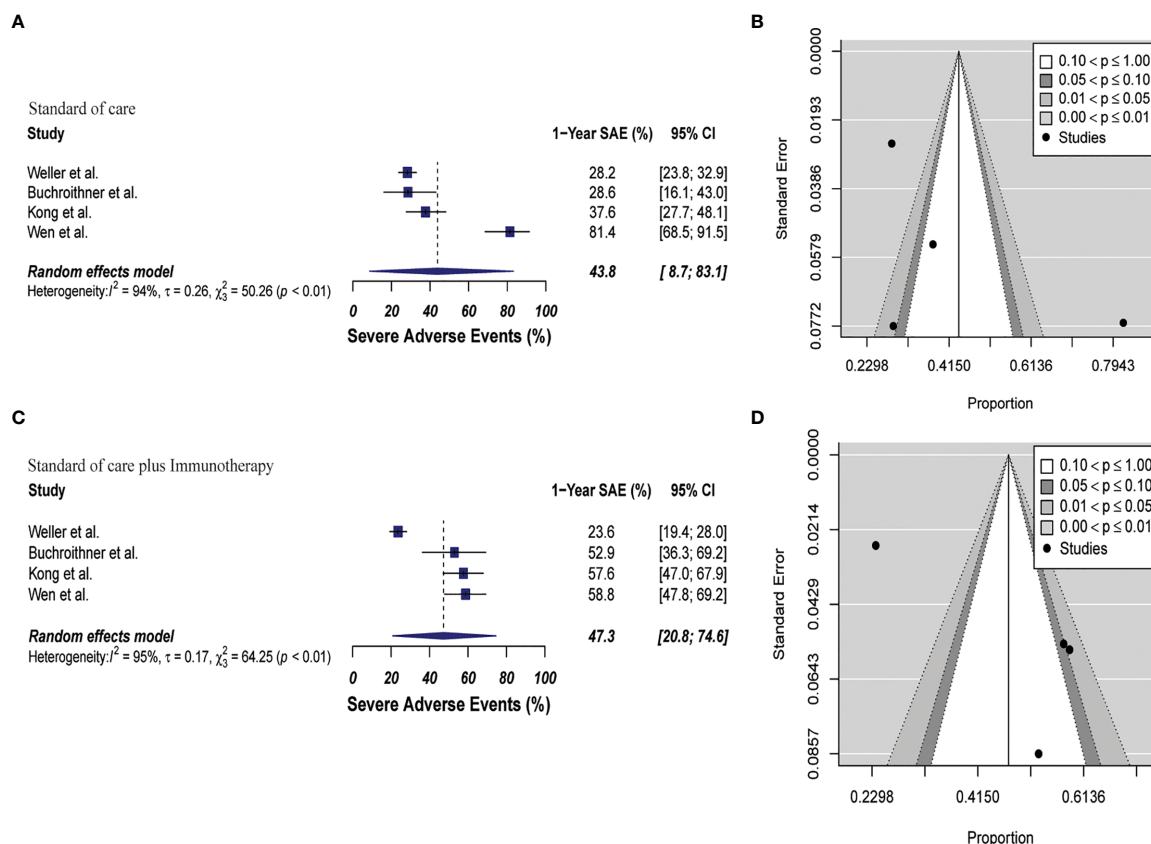 A
Standard of care
Study 1−Year SAE (%) 95% CI
Weller et al. 28.2 [23.8; 32.9]
Buchroithner et al. 28.6 [16.1; 43.0]
Kong et al. 37.6 [27.7; 48.1]
Wen et al. 81.4 [68.5; 91.5]
Random effects model 43.8 [ 8.7; 83.1]
Heterogeneity: I² = 94%, τ = 0.26, χ²₃ = 50.26 (p < 0.01)
0 20 40 60 80 100
Severe Adverse Events (%)
B
0.10 < p ≤ 1.00
0.05 < p ≤ 0.10
0.01 < p ≤ 0.05
0.00 < p ≤ 0.01
Studies
Standard Error
0.0000
0.0193
0.0386
0.0579
0.0772
0.2298 0.4150 0.6136 0.7943
Proportion
C
Standard of care plus Immunotherapy
Study 1−Year SAE (%) 95% CI
Weller et al. 23.6 [19.4; 28.0]
Buchroithner et al. 52.9 [36.3; 69.2]
Kong et al. 57.6 [47.0; 67.9]
Wen et al. 58.8 [47.8; 69.2]
Random effects model 47.3 [20.8; 74.6]
Heterogeneity: I² = 95%, τ = 0.17, χ²₃ = 64.25 (p < 0.01)
0 20 40 60 80 100
Severe Adverse Events (%)
D
0.10 < p ≤ 1.00
0.05 < p ≤ 0.10
0.01 < p ≤ 0.05
0.00 < p ≤ 0.01
Studies
Standard Error
0.0000
0.0214
0.0429
0.0643
0.0857
0.2298 0.4150 0.6136
Proportion